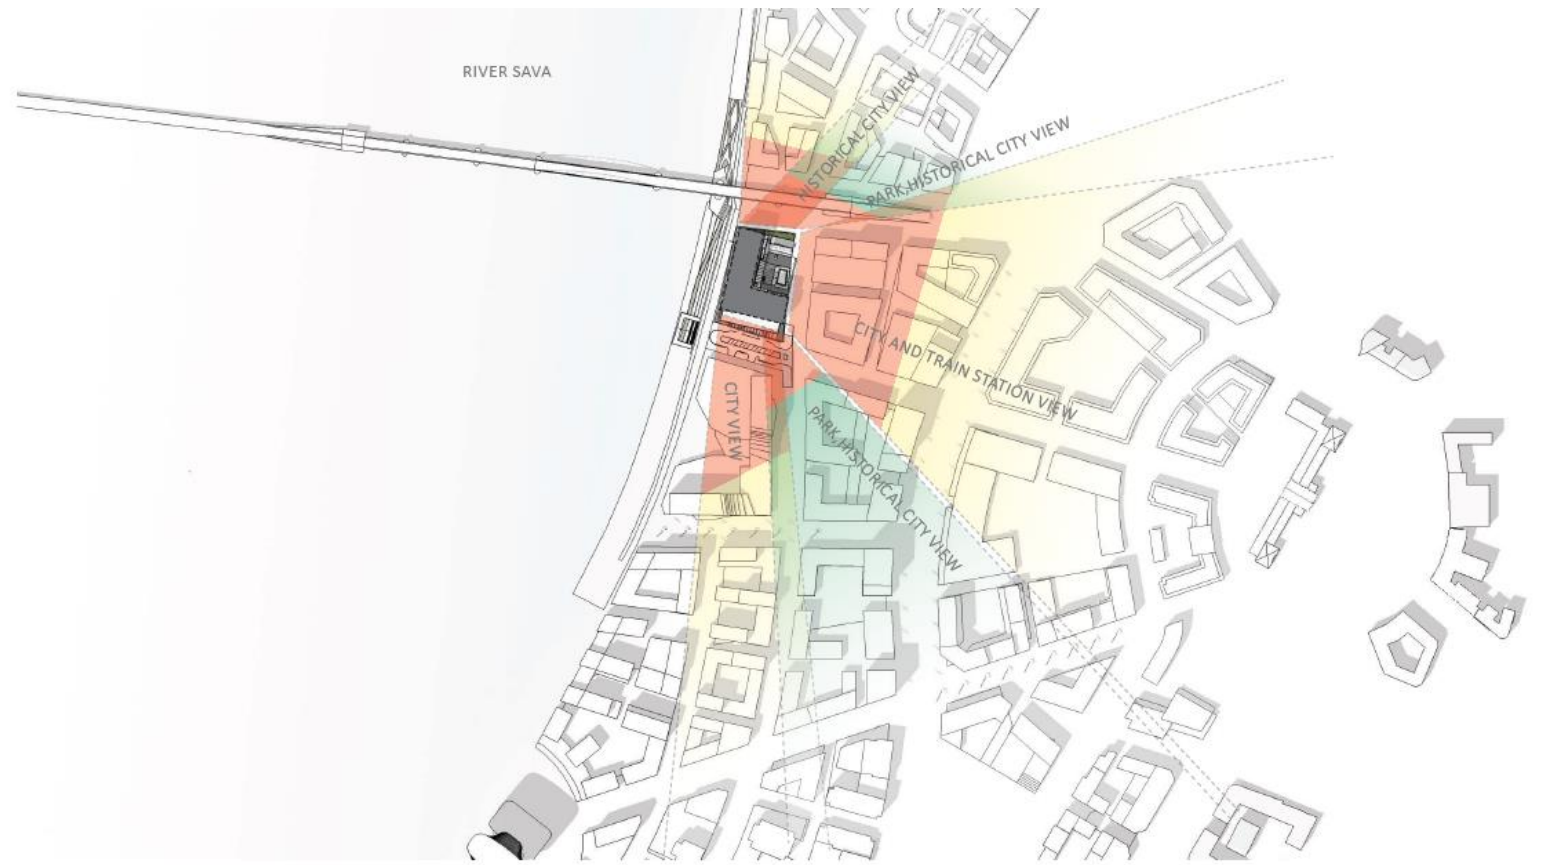 RIVER SAVA
HISTORICAL CITY VIEW
PARK,HISTORICAL CITY VIEW
CITY AND TRAIN STATION VIEW
CITY VIEW
PARK,HISTORICAL CITY VIEW